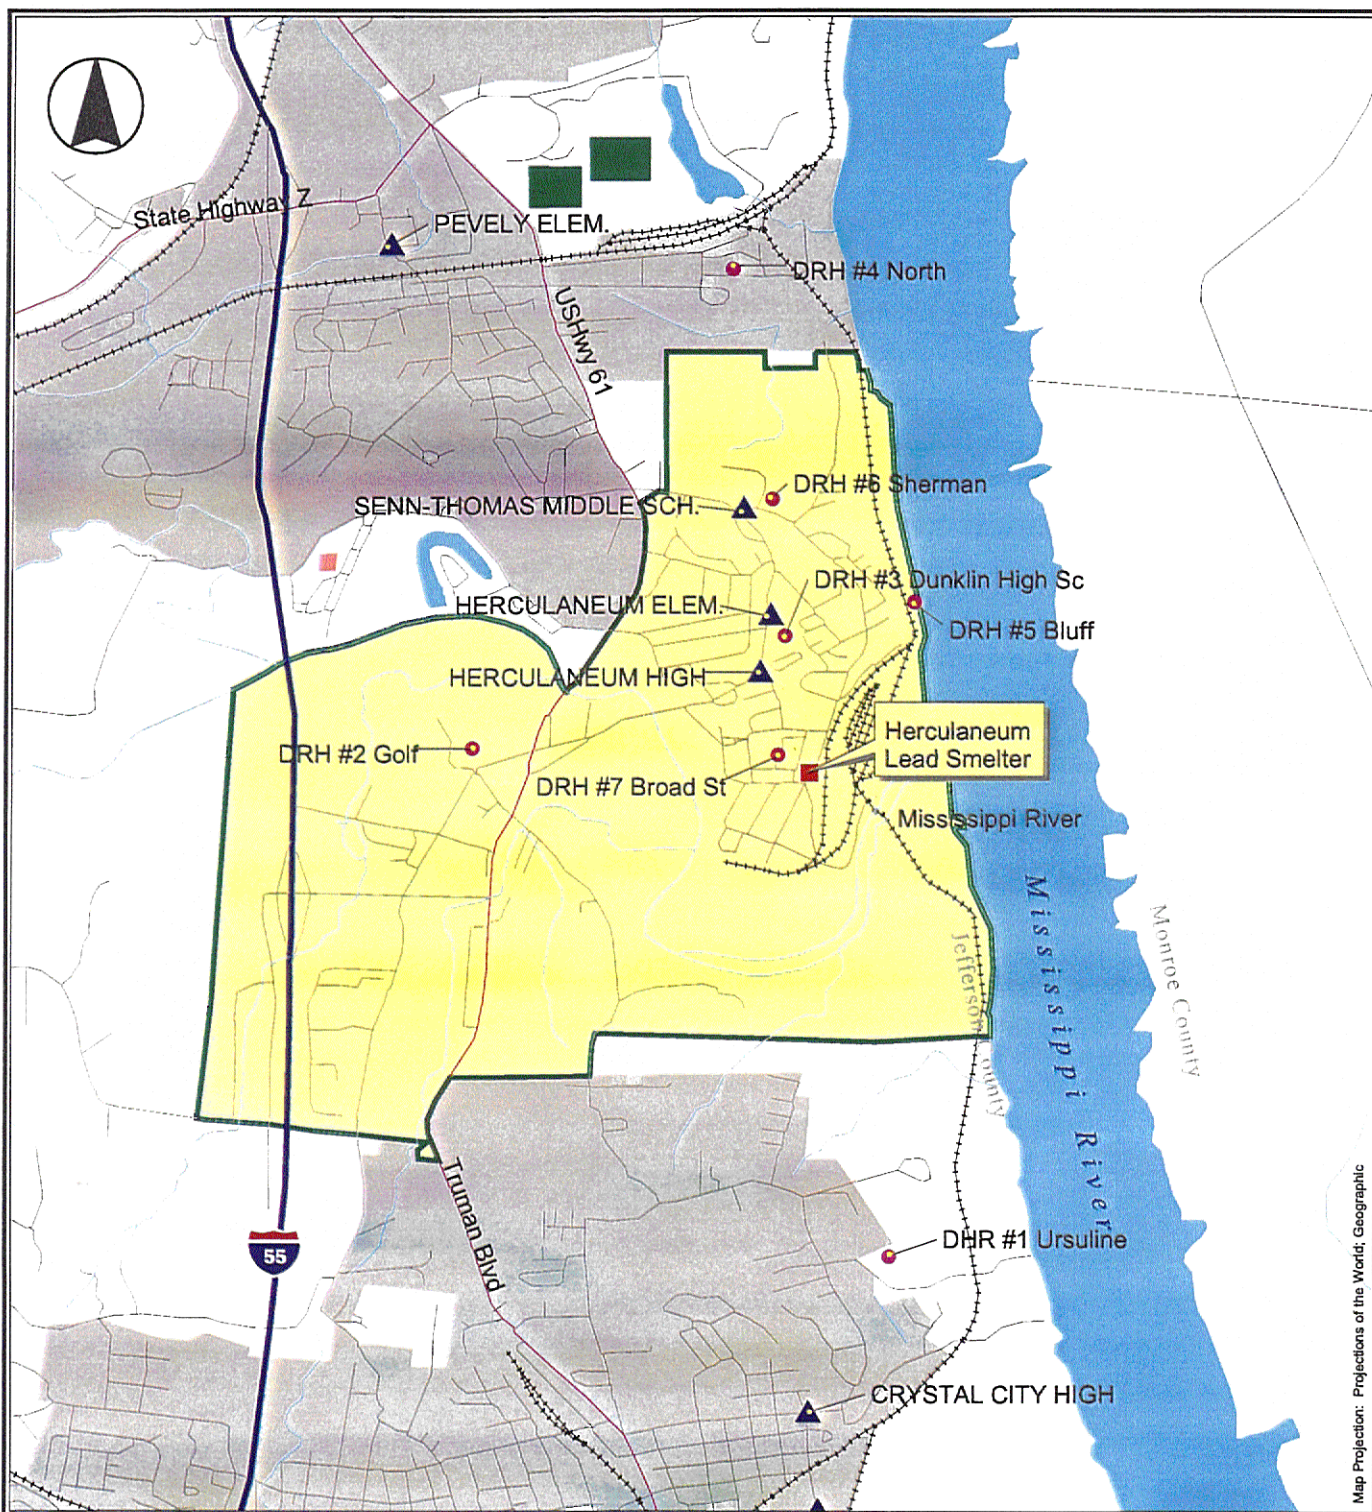 State Highway Z
PEVELY ELEM.
DRH #4 North
USHwy 61
DRH #6 Sherman
SENN-THOMAS MIDDLE SCH.
DRH #3 Dunklin High Sc
HERCULANEUM ELEM.
DRH #5 Bluff
HERCULANEUM HIGH
Herculaneum
Lead Smelter
DRH #2 Golf
DRH #7 Broad St
Mississippi River
Mississippi River
Monroe County
Jefferson County
Truman Blvd
55
DHR #1 Ursuline
CRYSTAL CITY HIGH
Map Projection: Projections of the World; Geographic